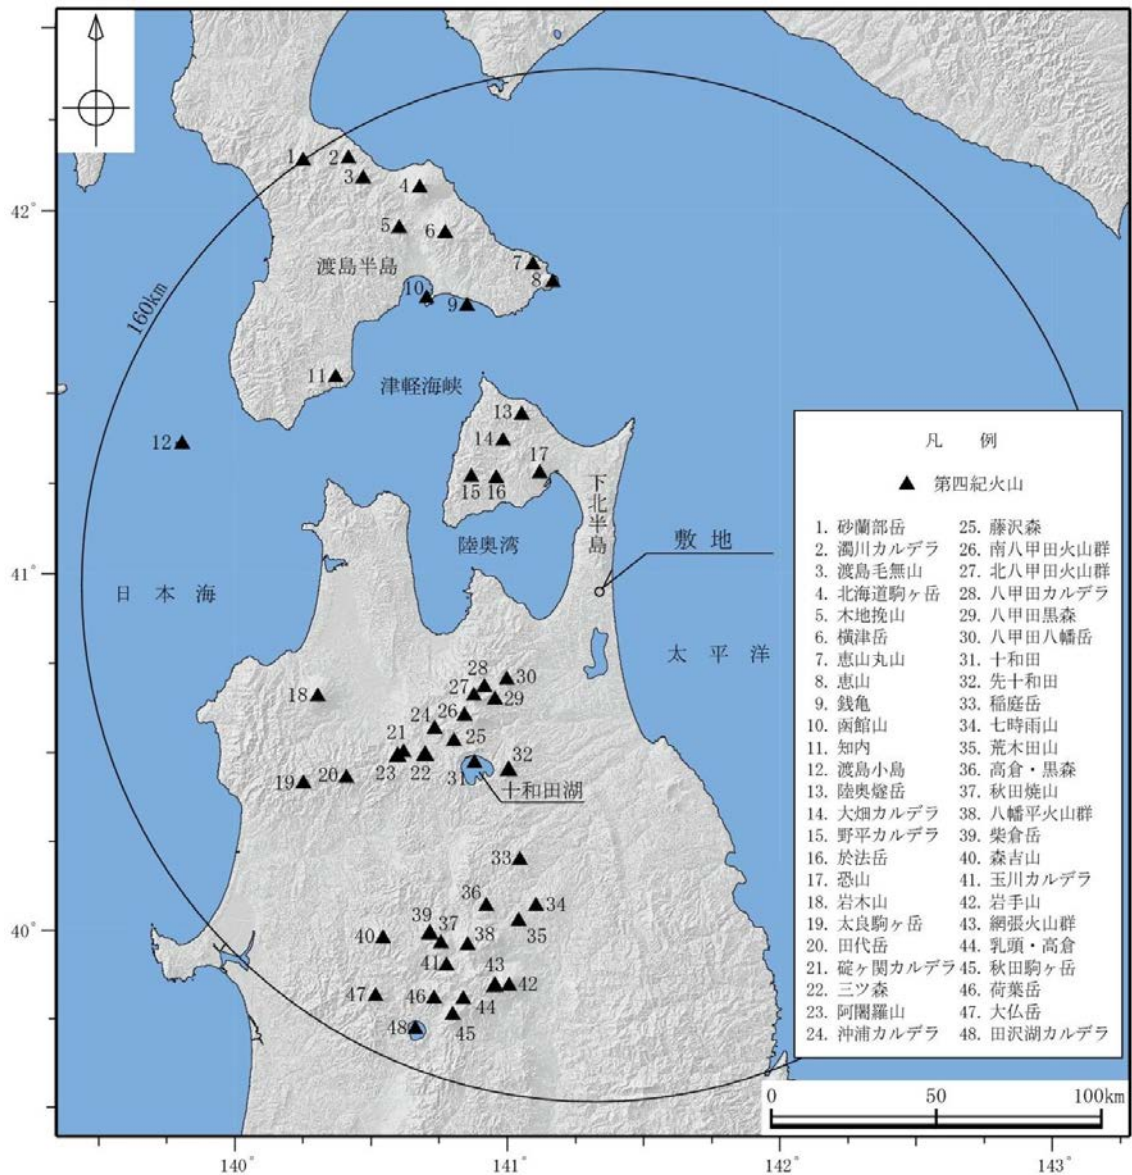 42°
41°
40°
140°
141°
142°
143°
160km
1
2
3
4
5
6
渡島半島
7
8
10
9
11
津軽海峡
12
13
14
17
15
16
下北半島
陸奥湾
敷地
日本海
太平洋
18
28
30
27
29
26
24
25
21
23
22
20
19
31
32
十和田湖
33
36
34
35
39
37
38
40
41
43
42
47
46
44
45
48
凡例
▲ 第四紀火山
1. 砂蘭部岳
2. 濁川カルデラ
3. 渡島毛無山
4. 北海道駒ヶ岳
5. 木地挽山
6. 横津岳
7. 恵山丸山
8. 恵山
9. 銭亀
10. 函館山
11. 知内
12. 渡島小島
13. 陸奥燧岳
14. 大畑カルデラ
15. 野平カルデラ
16. 於法岳
17. 恐山
18. 岩木山
19. 太良駒ヶ岳
20. 田代岳
21. 碇ヶ関カルデラ
22. 三ツ森
23. 阿闍羅山
24. 沖浦カルデラ
25. 藤沢森
26. 南八甲田火山群
27. 北八甲田火山群
28. 八甲田カルデラ
29. 八甲田黒森
30. 八甲田八幡岳
31. 十和田
32. 先十和田
33. 稲庭岳
34. 七時雨山
35. 荒木田山
36. 高倉・黒森
37. 秋田焼山
38. 八幡平火山群
39. 柴倉岳
40. 森吉山
41. 玉川カルデラ
42. 岩手山
43. 網張火山群
44. 乳頭・高倉
45. 秋田駒ヶ岳
46. 荷葉岳
47. 大仏岳
48. 田沢湖カルデラ
0
50
100km